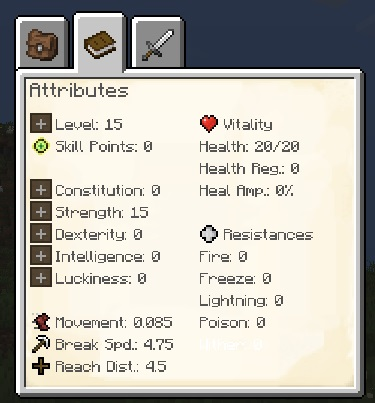 Attributes
Level: 15
Skill Points: 0
Constitution: 0
Strength: 15
Dexterity: 0
Intelligence: 0
Luckiness: 0
Movement: 0.085
Break Spd.: 4.75
Reach Dist.: 4.5
Vitality
Health: 20/20
Health Reg.: 0
Heal Amp.: 0%
Resistances
Fire: 0
Freeze: 0
Lightning: 0
Poison: 0
Wither: 0